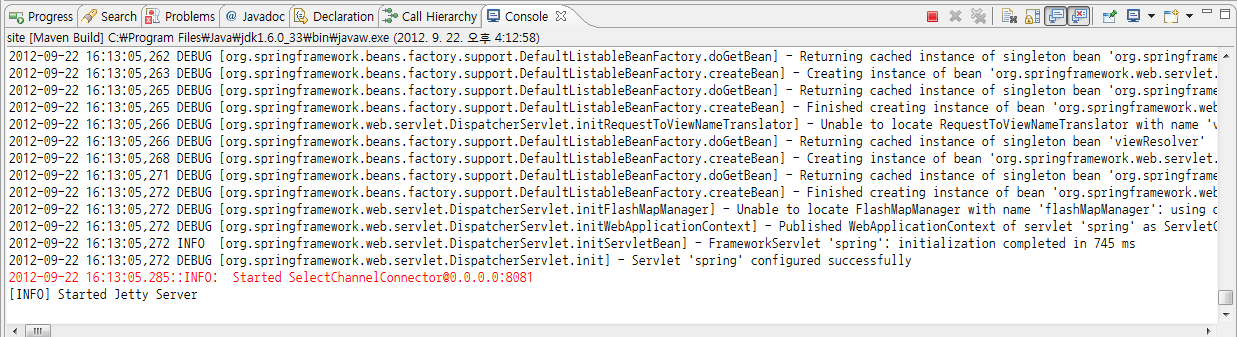 Progress Search Problems @ Javadoc Declaration Call Hierarchy Console
site [Maven Build] C:₩Program Files₩Java₩jdk1.6.0_33₩bin₩javaw.exe (2012. 9. 22. 오후 4:12:58)
2012-09-22 16:13:05,262 DEBUG [org.springframework.beans.factory.support.DefaultListableBeanFactory.doGetBean] - Returning cached instance of singleton bean 'org.springframework.
2012-09-22 16:13:05,263 DEBUG [org.springframework.beans.factory.support.DefaultListableBeanFactory.createBean] - Creating instance of bean 'org.springframework.web.servlet.
2012-09-22 16:13:05,265 DEBUG [org.springframework.beans.factory.support.DefaultListableBeanFactory.doGetBean] - Returning cached instance of singleton bean 'org.springframework.
2012-09-22 16:13:05,265 DEBUG [org.springframework.beans.factory.support.DefaultListableBeanFactory.createBean] - Finished creating instance of bean 'org.springframework.web
2012-09-22 16:13:05,266 DEBUG [org.springframework.web.servlet.DispatcherServlet.initRequestToViewNameTranslator] - Unable to locate RequestToViewNameTranslator with name 'v
2012-09-22 16:13:05,266 DEBUG [org.springframework.beans.factory.support.DefaultListableBeanFactory.doGetBean] - Returning cached instance of singleton bean 'viewResolver'
2012-09-22 16:13:05,268 DEBUG [org.springframework.beans.factory.support.DefaultListableBeanFactory.createBean] - Creating instance of bean 'org.springframework.web.servlet.
2012-09-22 16:13:05,271 DEBUG [org.springframework.beans.factory.support.DefaultListableBeanFactory.doGetBean] - Returning cached instance of singleton bean 'org.springframework.
2012-09-22 16:13:05,272 DEBUG [org.springframework.beans.factory.support.DefaultListableBeanFactory.createBean] - Finished creating instance of bean 'org.springframework.web
2012-09-22 16:13:05,272 DEBUG [org.springframework.web.servlet.DispatcherServlet.initFlashMapManager] - Unable to locate FlashMapManager with name 'flashMapManager': using
2012-09-22 16:13:05,272 DEBUG [org.springframework.web.servlet.DispatcherServlet.initWebApplicationContext] - Published WebApplicationContext of servlet 'spring' as ServletC
2012-09-22 16:13:05,272 INFO  [org.springframework.web.servlet.DispatcherServlet.initServletBean] - FrameworkServlet 'spring': initialization completed in 745 ms
2012-09-22 16:13:05,272 DEBUG [org.springframework.web.servlet.DispatcherServlet.init] - Servlet 'spring' configured successfully
2012-09-22 16:13:05.285::INFO:  Started SelectChannelConnector@0.0.0.0:8081
[INFO] Started Jetty Server